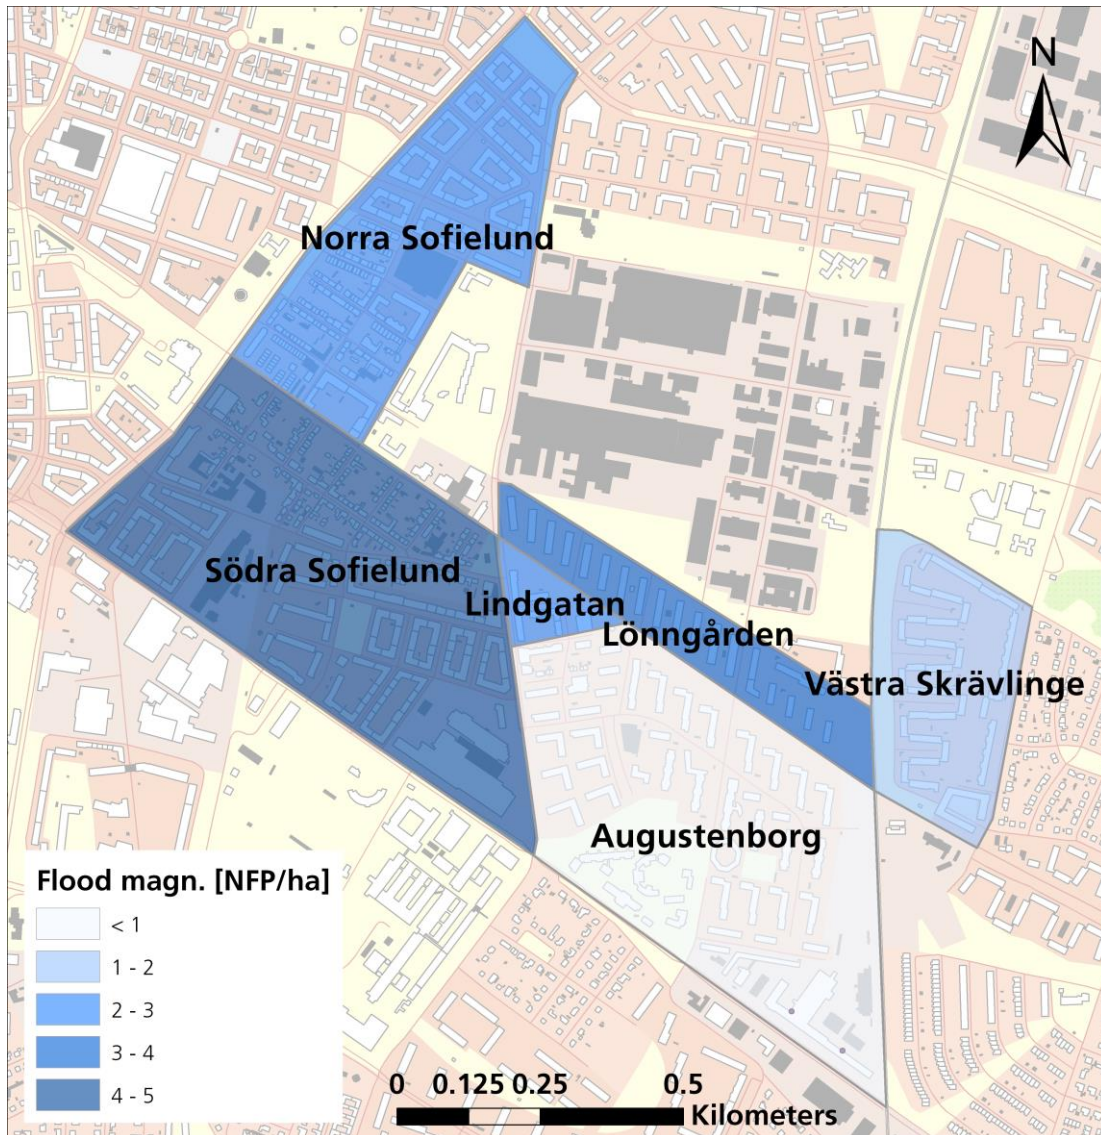 N
Norra Sofielund
Södra Sofielund
Lindgatan
Lönngården
Västra Skrävlinge
Augustenborg
Flood magn. [NFP/ha]
< 1
1 - 2
2 - 3
3 - 4
4 - 5
0 0.125 0.25 0.5
Kilometers